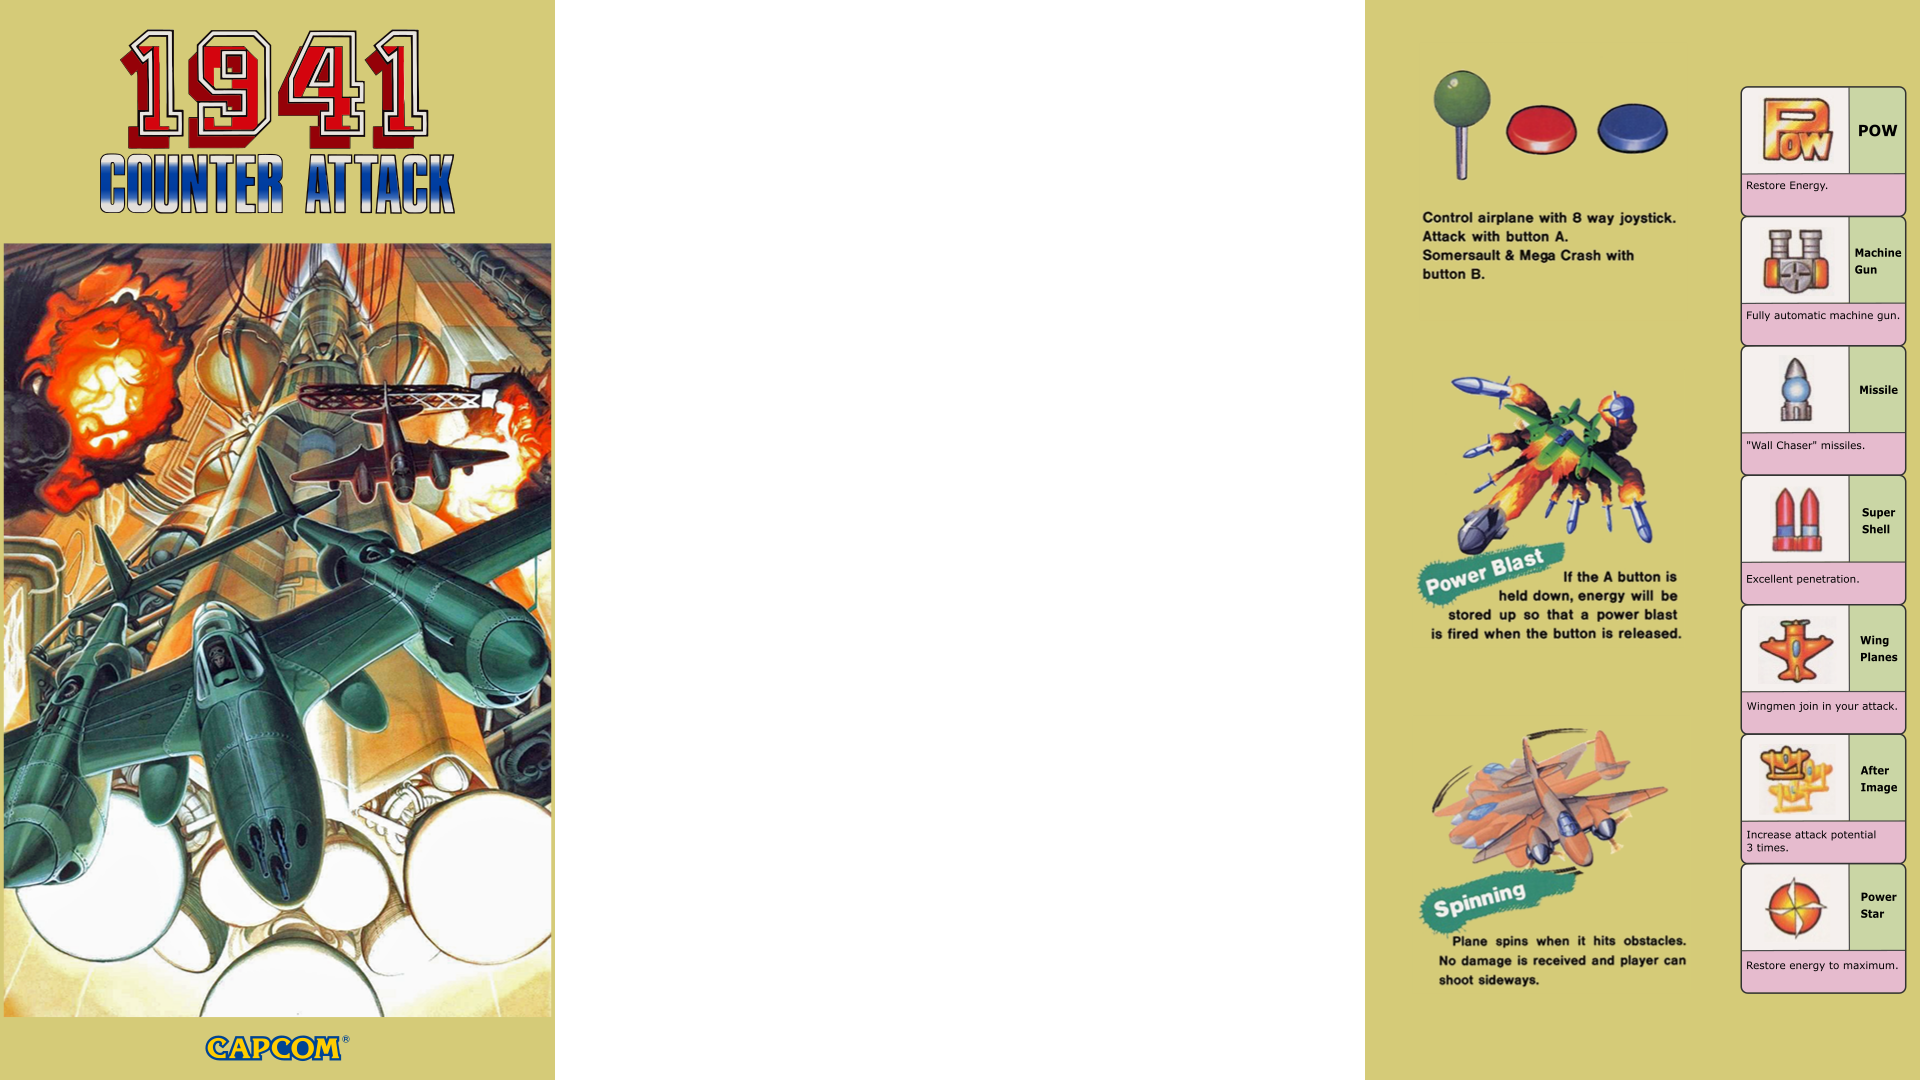 1941
COUNTER ATTACK
CAPCOM®
Control airplane with 8 way joystick.
Attack with button A.
Somersault & Mega Crash with
button B.
Power Blast
If the A button is
held down, energy will be
stored up so that a power blast
is fired when the button is released.
Spinning
Plane spins when it hits obstacles.
No damage is received and player can
shoot sideways.
POW
POW
Restore Energy.
Machine
Gun
Fully automatic machine gun.
Missile
"Wall Chaser" missiles.
Super
Shell
Excellent penetration.
Wing
Planes
Wingmen join in your attack.
After
Image
Increase attack potential
3 times.
Power
Star
Restore energy to maximum.